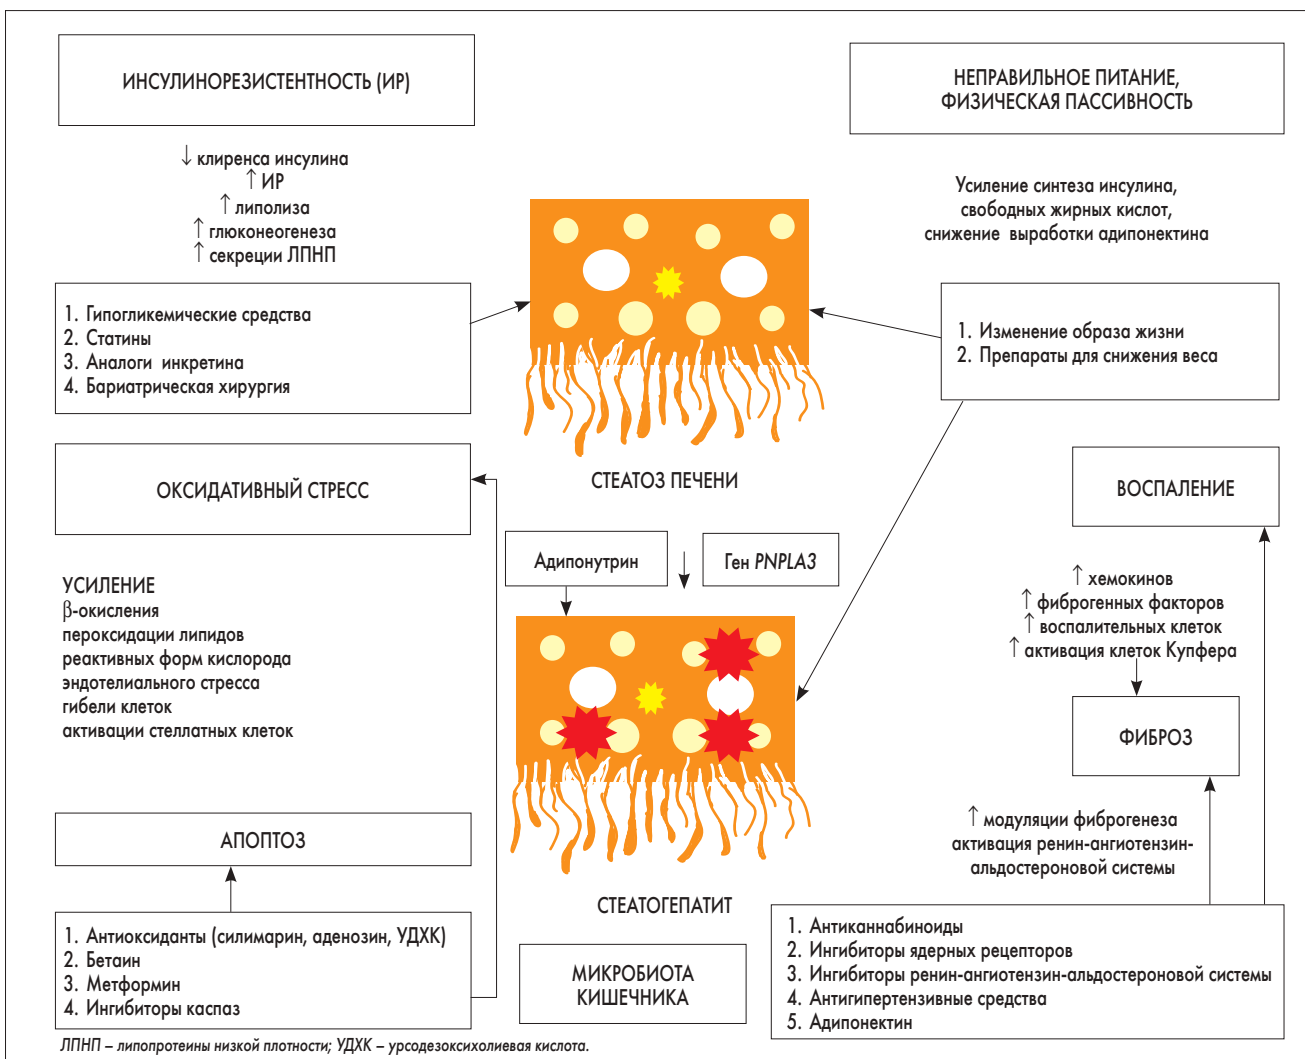 ИНСУЛИНОРЕЗИСТЕНТНОСТЬ (ИР)
НЕПРАВИЛЬНОЕ ПИТАНИЕ,
ФИЗИЧЕСКАЯ ПАССИВНОСТЬ
↓ клиренса инсулина
↑ ИР
↑ липолиза
↑ глюконеогенеза
↑ секреции ЛПНП
Усиление синтеза инсулина,
свободных жирных кислот,
снижение выработки адипонектина
1. Гипогликемические средства
2. Статины
3. Аналоги инкретина
4. Бариатрическая хирургия
1. Изменение образа жизни
2. Препараты для снижения веса
СТЕАТОЗ ПЕЧЕНИ
ОКСИДАТИВНЫЙ СТРЕСС
ВОСПАЛЕНИЕ
Адипонутрин
Ген PNPLA3
УСИЛЕНИЕ
β-окисления
пероксидации липидов
реактивных форм кислорода
эндотелиального стресса
гибели клеток
активации стеллатных клеток
↑ хемокинов
↑ фиброгенных факторов
↑ воспалительных клеток
↑ активация клеток Купфера
ФИБРОЗ
↑ модуляции фиброгенеза
активация ренин-ангиотензин-
альдостероновой системы
АПОПТОЗ
СТЕАТОГЕПАТИТ
1. Антиоксиданты (силимарин, аденозин, УДХК)
2. Бетаин
3. Метформин
4. Ингибиторы каспаз
МИКРОБИОТА
КИШЕЧНИКА
1. Антиканнабиноиды
2. Ингибиторы ядерных рецепторов
3. Ингибиторы ренин-ангиотензин-альдостероновой системы
4. Антигипертензивные средства
5. Адипонектин
ЛПНП – липопротеины низкой плотности; УДХК – урсодезоксихолиевая кислота.